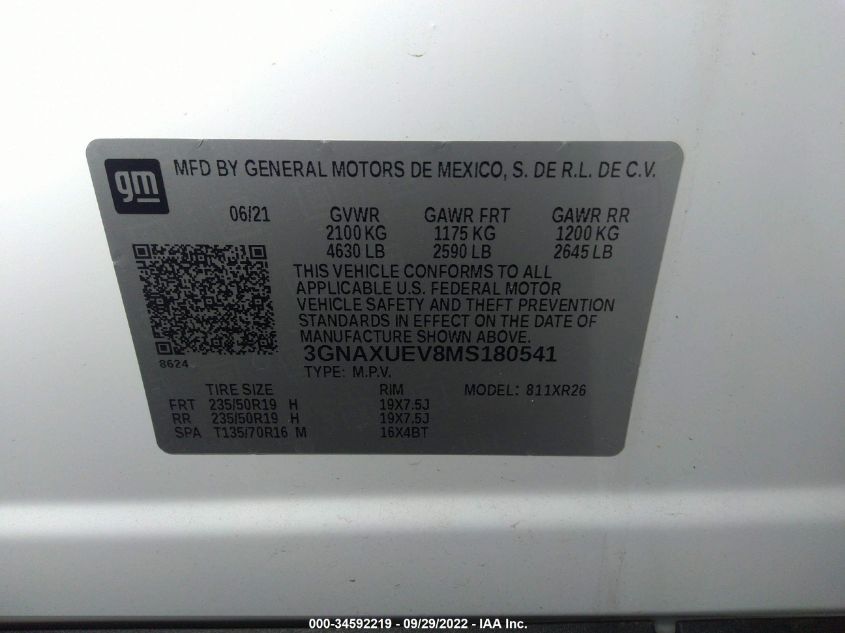 gm
MFD BY GENERAL MOTORS DE MEXICO, S. DE R.L. DE C.V.
06/21 GVWR GAWR FRT GAWR RR
2100 KG 1175 KG 1200 KG
4630 LB 2590 LB 2645 LB
THIS VEHICLE CONFORMS TO ALL
APPLICABLE U.S. FEDERAL MOTOR
VEHICLE SAFETY AND THEFT PREVENTION
STANDARDS IN EFFECT ON THE DATE OF
MANUFACTURE SHOWN ABOVE.
8624 3GNAXUEV8MS180541
TYPE: M.P.V.
TIRE SIZE RIM MODEL: 811XR26
FRT 235/50R19 H 19X7.5J
RR 235/50R19 H 19X7.5J
SPA T135/70R16 M 16X4BT
000-34592219 - 09/29/2022 - IAA Inc.